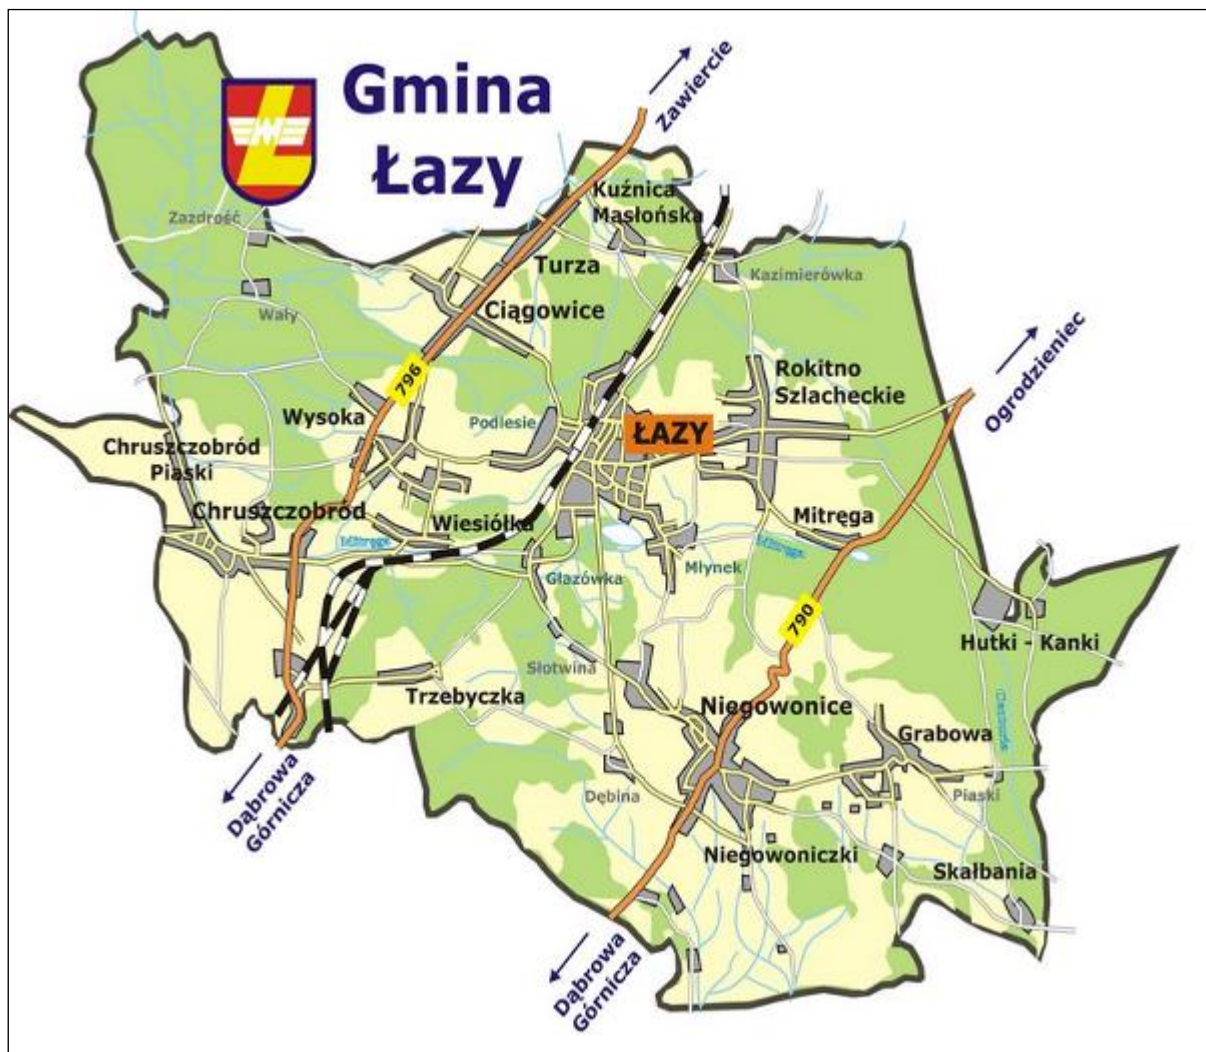 Gmina
Łazy
Zawiercie
Kuźnica
Masłońska
Zazdrość
Turza
Kazimierówka
Ciągowice
Wały
Ogrodzieniec
796
Rokitno
Szlacheckie
Wysoka
Podlesie
ŁAZY
Chruszczobród
Piaski
Chruszczobród
Wiesiółka
Mitręga
Mitręga
Mitręga
Głazówka
Młynek
790
Hutki - Kanki
Słotwina
Trzebyczka
Niegowonice
Grabowa
Dąbrowa
Górnicza
Dębina
Piaski
Niegowoniczki
Skałbania
Dąbrowa
Górnicza